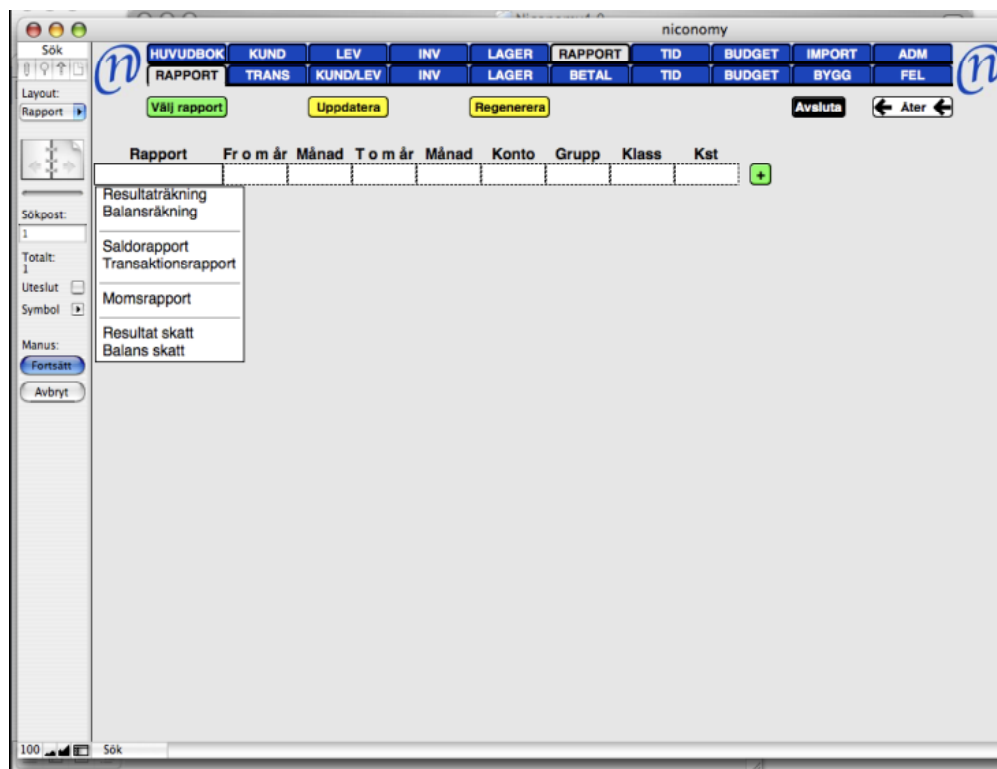 niconomy
Sök
Layout:
Rapport
Sökpost:
1
Totalt:
1
Uteslut
Symbol
Manus:
Fortsätt
Avbryt
n
HUVUDBOK KUND LEV INV LAGER RAPPORT TID BUDGET IMPORT ADM
RAPPORT TRANS KUND/LEV INV LAGER BETAL TID BUDGET BYGG FEL
n
Välj rapport Uppdatera Regenerera Avsluta Åter
Rapport Fr o m år Månad T o m år Månad Konto Grupp Klass Kst
+
Resultaträkning
Balansräkning
Saldorapport
Transaktionsrapport
Momsrapport
Resultat skatt
Balans skatt
100 Sök